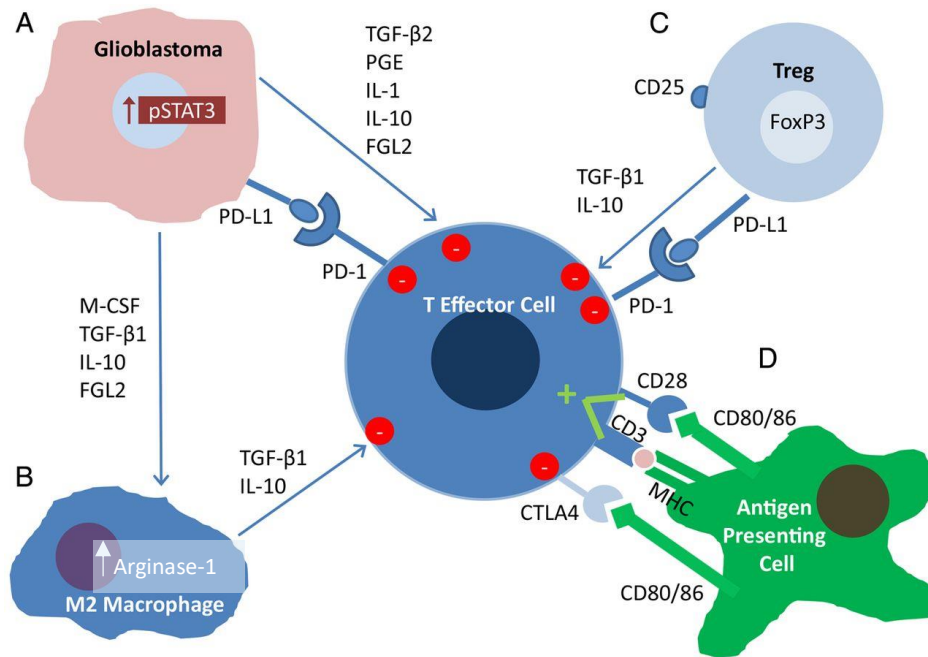 A
Glioblastoma
pSTAT3
TGF-β2
PGE
IL-1
IL-10
FGL2
PD-L1
PD-1
M-CSF
TGF-β1
IL-10
FGL2
B
Arginase-1
M2 Macrophage
TGF-β1
IL-10
C
Treg
CD25
FoxP3
TGF-β1
IL-10
PD-L1
PD-1
T Effector Cell
-
-
-
-
-
-
+
D
CD28
CD80/86
CD3
MHC
CTLA4
CD80/86
Antigen
Presenting
Cell